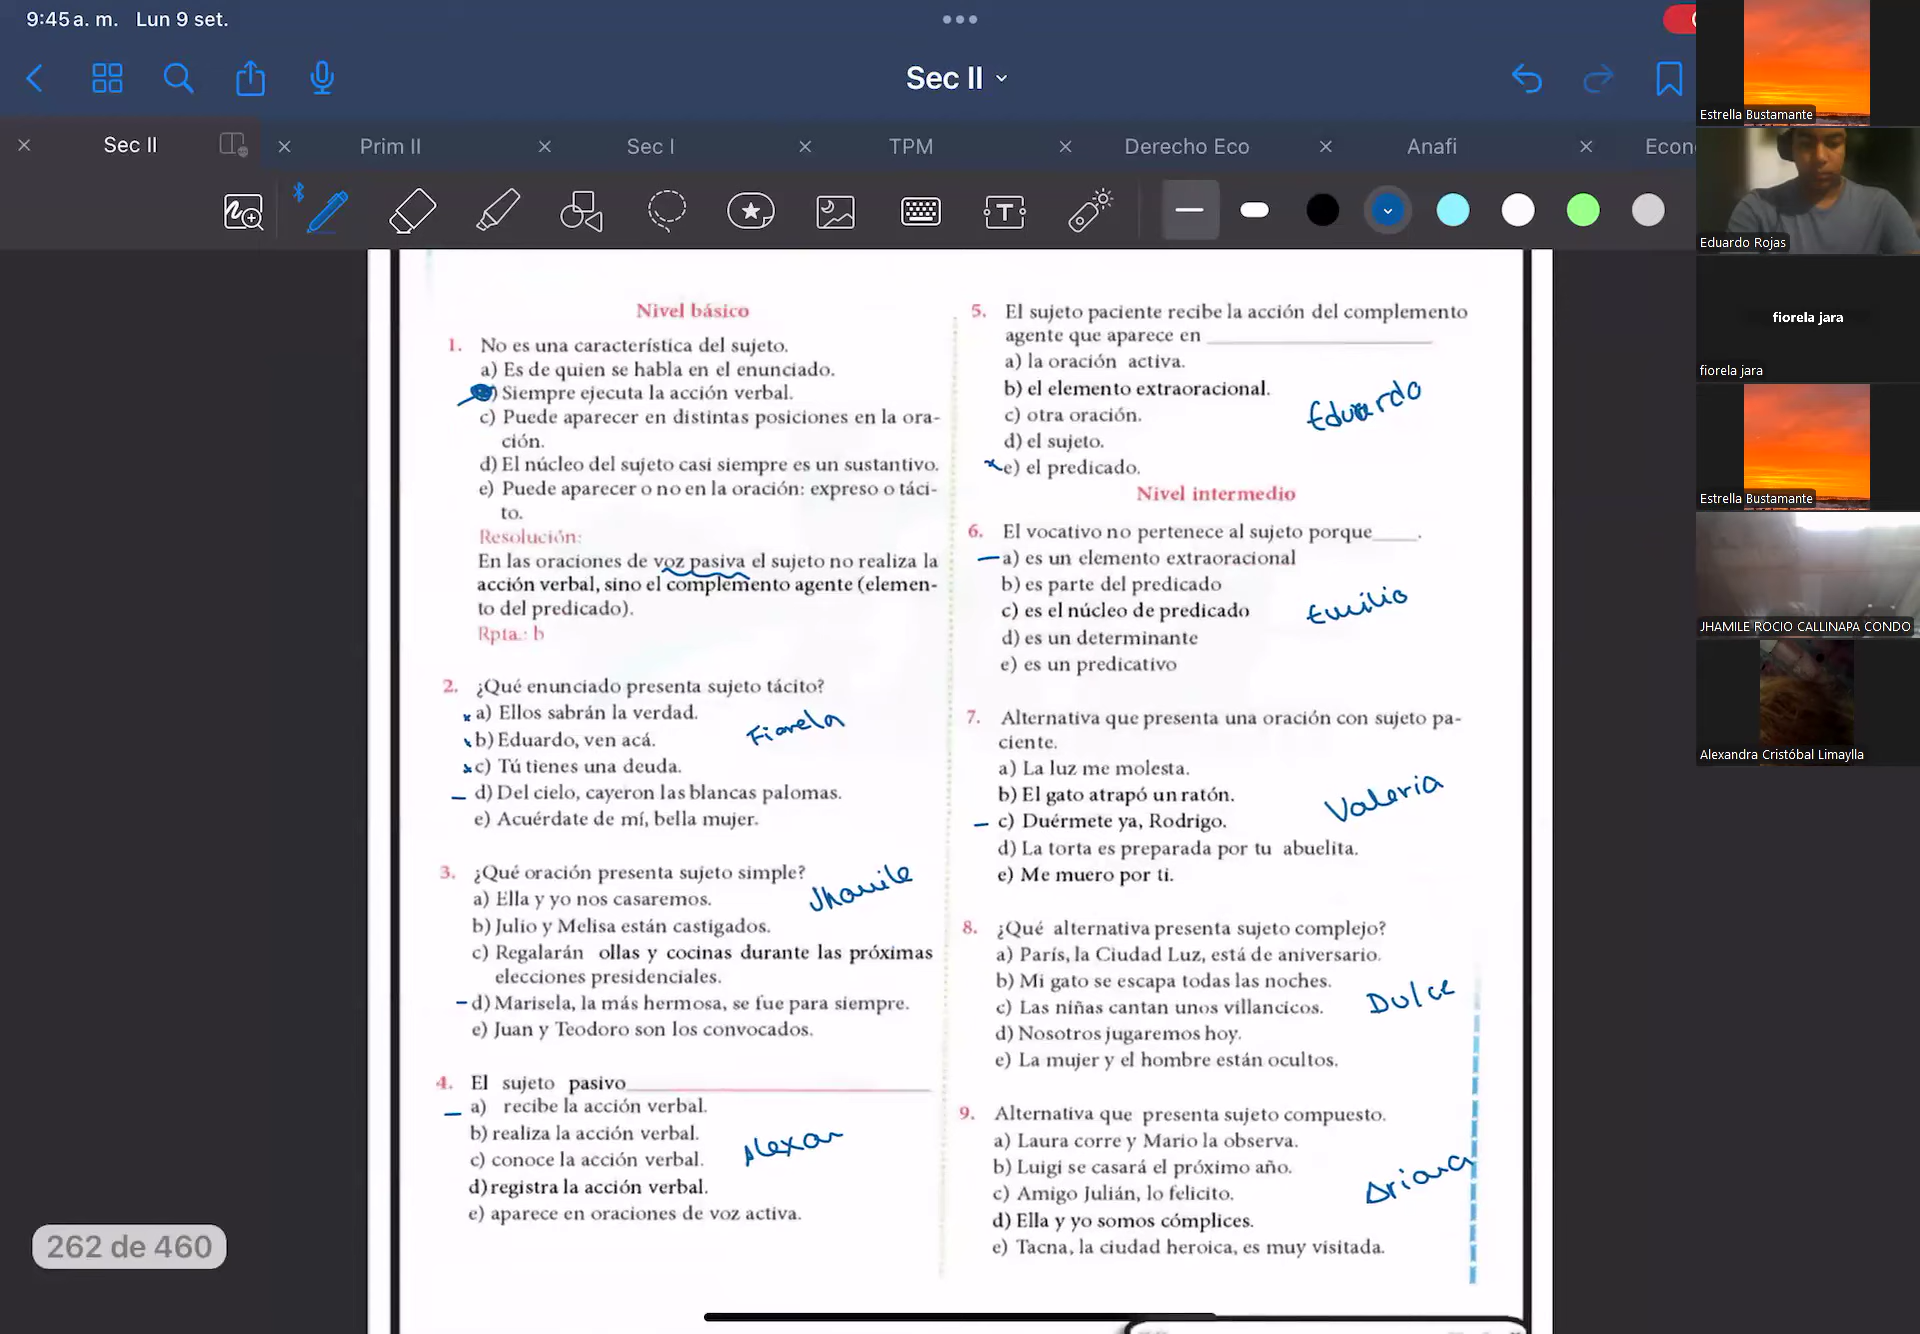 9:45 a. m. Lun 9 set.
Sec II
Sec II
Prim II
Sec I
TPM
Derecho Eco
Anafi
Econ
Nivel básico
1. No es una característica del sujeto.
a) Es de quien se habla en el enunciado.
) Siempre ejecuta la acción verbal.
c) Puede aparecer en distintas posiciones en la ora-
ción.
d) El núcleo del sujeto casi siempre es un sustantivo.
e) Puede aparecer o no en la oración: expreso o táci-
to.
Resolución:
En las oraciones de voz pasiva el sujeto no realiza la
acción verbal, sino el complemento agente (elemen-
to del predicado).
Rpta.: b
2. ¿Qué enunciado presenta sujeto tácito?
a) Ellos sabrán la verdad.
b) Eduardo, ven acá.
Fiorela
c) Tú tienes una deuda.
d) Del cielo, cayeron las blancas palomas.
e) Acuérdate de mí, bella mujer.
3. ¿Qué oración presenta sujeto simple?
Jhamile
a) Ella y yo nos casaremos.
b) Julio y Melisa están castigados.
c) Regalarán ollas y cocinas durante las próximas
elecciones presidenciales.
d) Marisela, la más hermosa, se fue para siempre.
e) Juan y Teodoro son los convocados.
4. El sujeto pasivo
a) recibe la acción verbal.
b) realiza la acción verbal.
Alexan
c) conoce la acción verbal.
d) registra la acción verbal.
e) aparece en oraciones de voz activa.
5. El sujeto paciente recibe la acción del complemento
agente que aparece en
a) la oración activa.
b) el elemento extraoracional.
Eduardo
c) otra oración.
d) el sujeto.
e) el predicado.
Nivel intermedio
6. El vocativo no pertenece al sujeto porque____.
a) es un elemento extraoracional
b) es parte del predicado
c) es el núcleo de predicado
Emilio
d) es un determinante
e) es un predicativo
7. Alternativa que presenta una oración con sujeto pa-
ciente.
a) La luz me molesta.
b) El gato atrapó un ratón.
Valeria
c) Duérmete ya, Rodrigo.
d) La torta es preparada por tu abuelita.
e) Me muero por ti.
8. ¿Qué alternativa presenta sujeto complejo?
a) París, la Ciudad Luz, está de aniversario.
b) Mi gato se escapa todas las noches.
c) Las niñas cantan unos villancicos.
Dulce
d) Nosotros jugaremos hoy.
e) La mujer y el hombre están ocultos.
9. Alternativa que presenta sujeto compuesto.
a) Laura corre y Mario la observa.
b) Luigi se casará el próximo año.
c) Amigo Julián, lo felicito.
Ariana
d) Ella y yo somos cómplices.
e) Tacna, la ciudad heroica, es muy visitada.
262 de 460
Estrella Bustamante
Eduardo Rojas
fiorela jara
fiorela jara
Estrella Bustamante
JHAMILE ROCIO CALLINAPA CONDO
Alexandra Cristóbal Limaylla